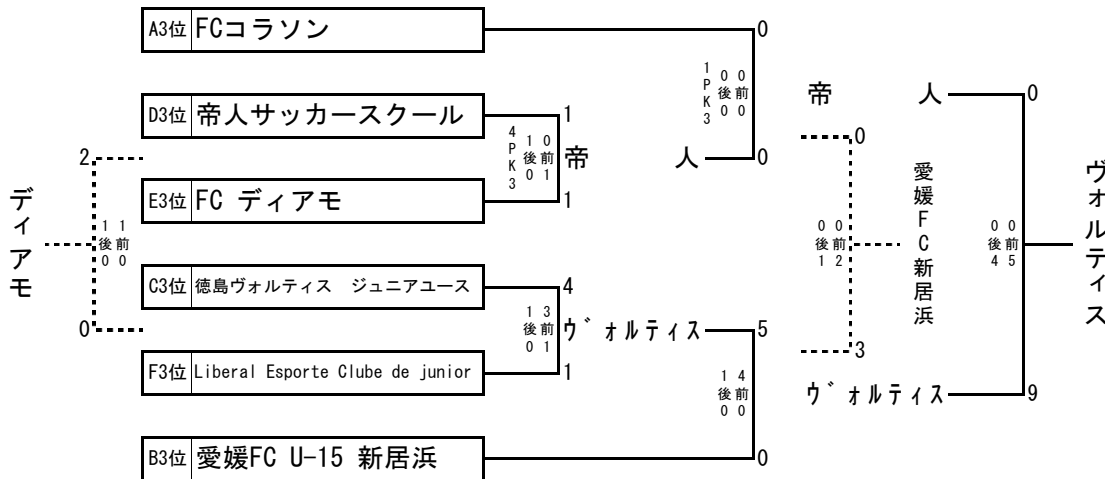 A3位 FCコラソン 0
1PK3 0後0 0前0
D3位 帝人サッカースクール 1
4PK3 1後0 0前1
帝 人 0
E3位 FC ディアモ 1
2
ディアモ 1後0 1前0
0
C3位 徳島ヴォルティス ジュニアユース 4
1後0 3前1
ヴォルティス 5
F3位 Liberal Esporte Clube de junior 1
1後0 4前0
B3位 愛媛FC U-15 新居浜 0
帝 人 0
0
0後1 0前2 愛媛FC新居浜
3
0後4 0前5 ヴォルティス
ヴォルティス 9